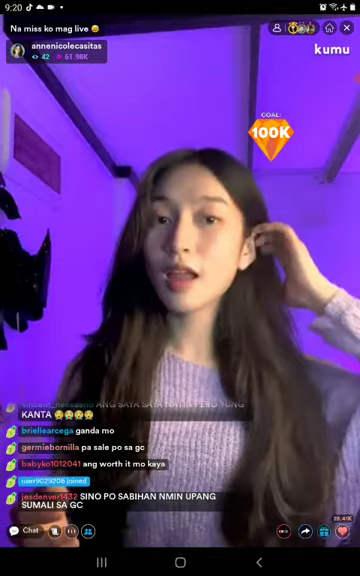 9:20
Na miss ko mag live 😄
annenicolecasitas
42 61.98K
kumu
GOAL:
100K
ANG SAYA SAYA
KANTA 😭😭😭😭
briellearcega ganda mo
germiebornilla pa sale po sa gc
babyko1012041 ang worth it mo kaya
user9029206 joined
jesdenver1432 SINO PO SABIHAN NMIN UPANG
SUMALI SA GC
28.41K
Chat